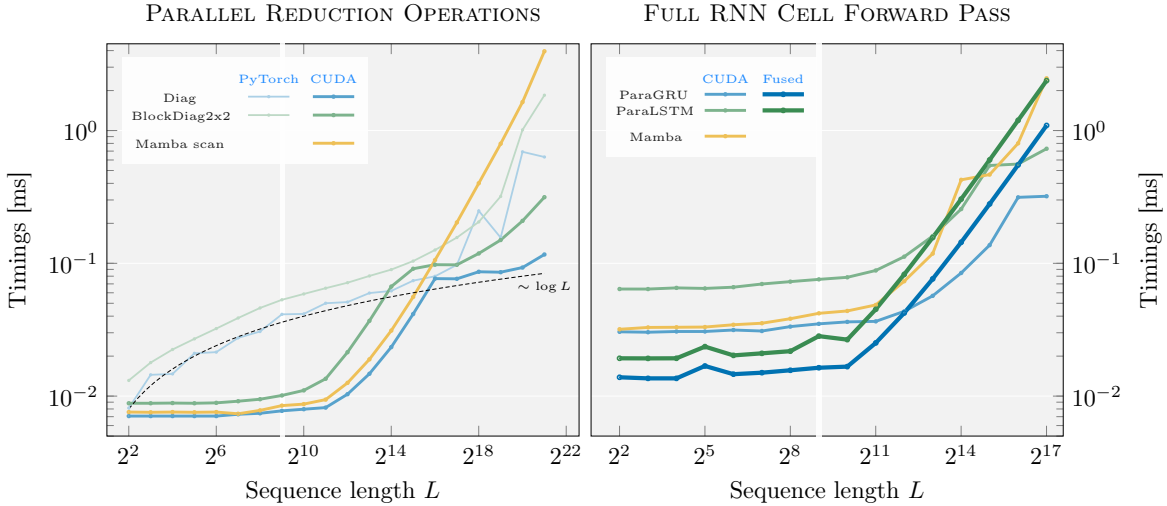 PARALLEL REDUCTION OPERATIONS
PyTorch CUDA
Diag
BlockDiag2x2
Mamba scan
∼ log L
Timings [ms]
10^0
10^-1
10^-2
2^2 2^6 2^10 2^14 2^18 2^22
Sequence length L
FULL RNN CELL FORWARD PASS
CUDA Fused
ParaGRU
ParaLSTM
Mamba
10^0
10^-1
10^-2
Timings [ms]
2^2 2^5 2^8 2^11 2^14 2^17
Sequence length L